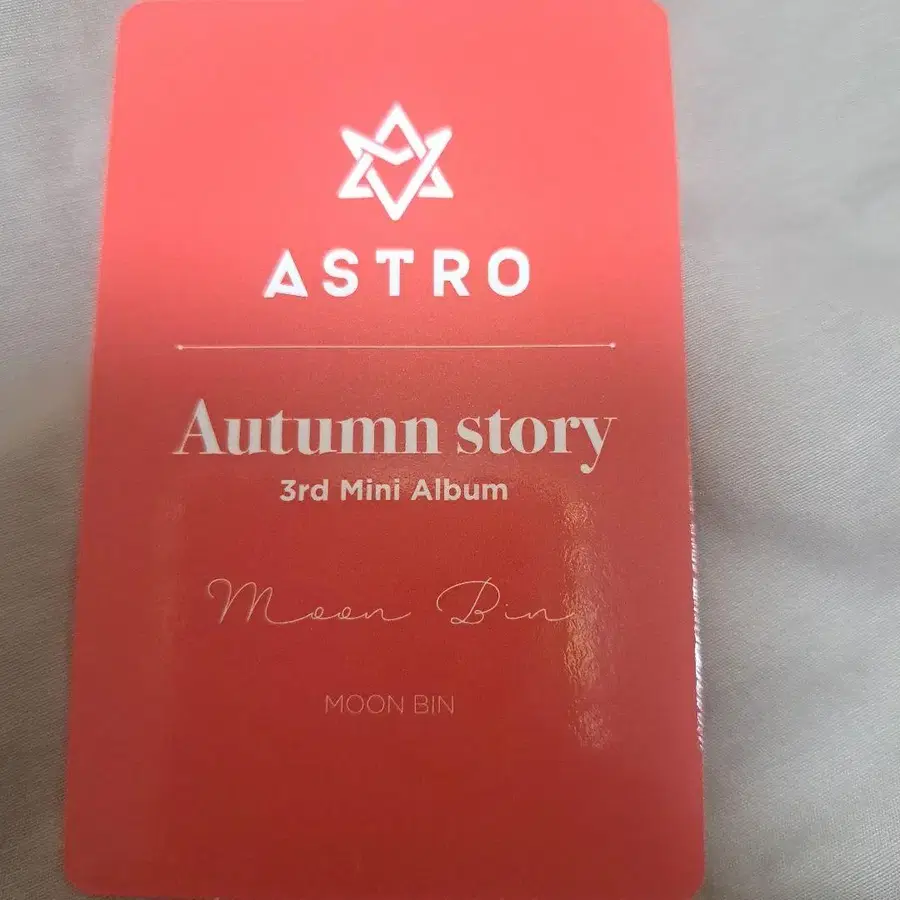 ASTRO
Autumn story
3rd Mini Album
Moon Bin
MOON BIN